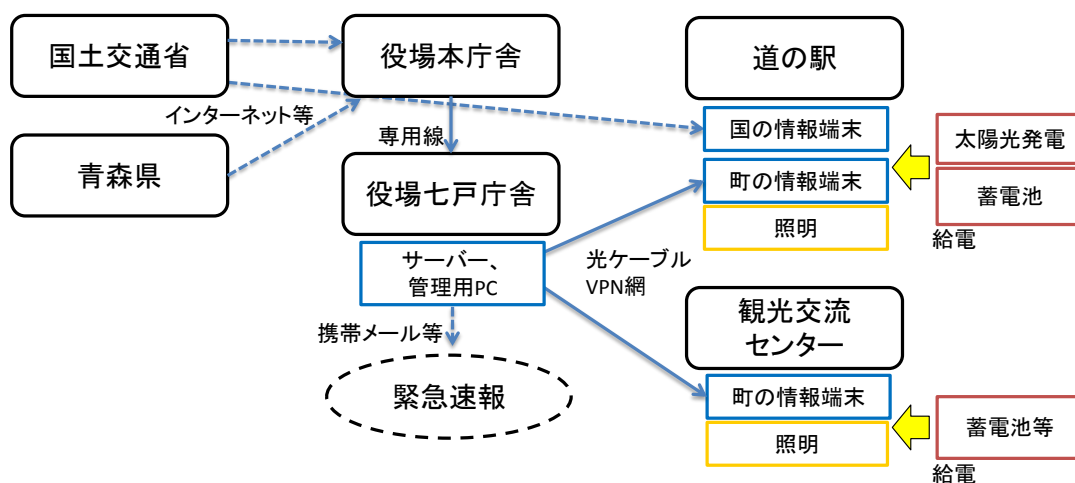 国土交通省
役場本庁舎
道の駅
インターネット等
国の情報端末
太陽光発電
専用線
青森県
役場七戸庁舎
町の情報端末
蓄電池
照明
給電
サーバー、
管理用PC
光ケーブル
VPN網
携帯メール等
観光交流
センター
緊急速報
町の情報端末
蓄電池等
照明
給電